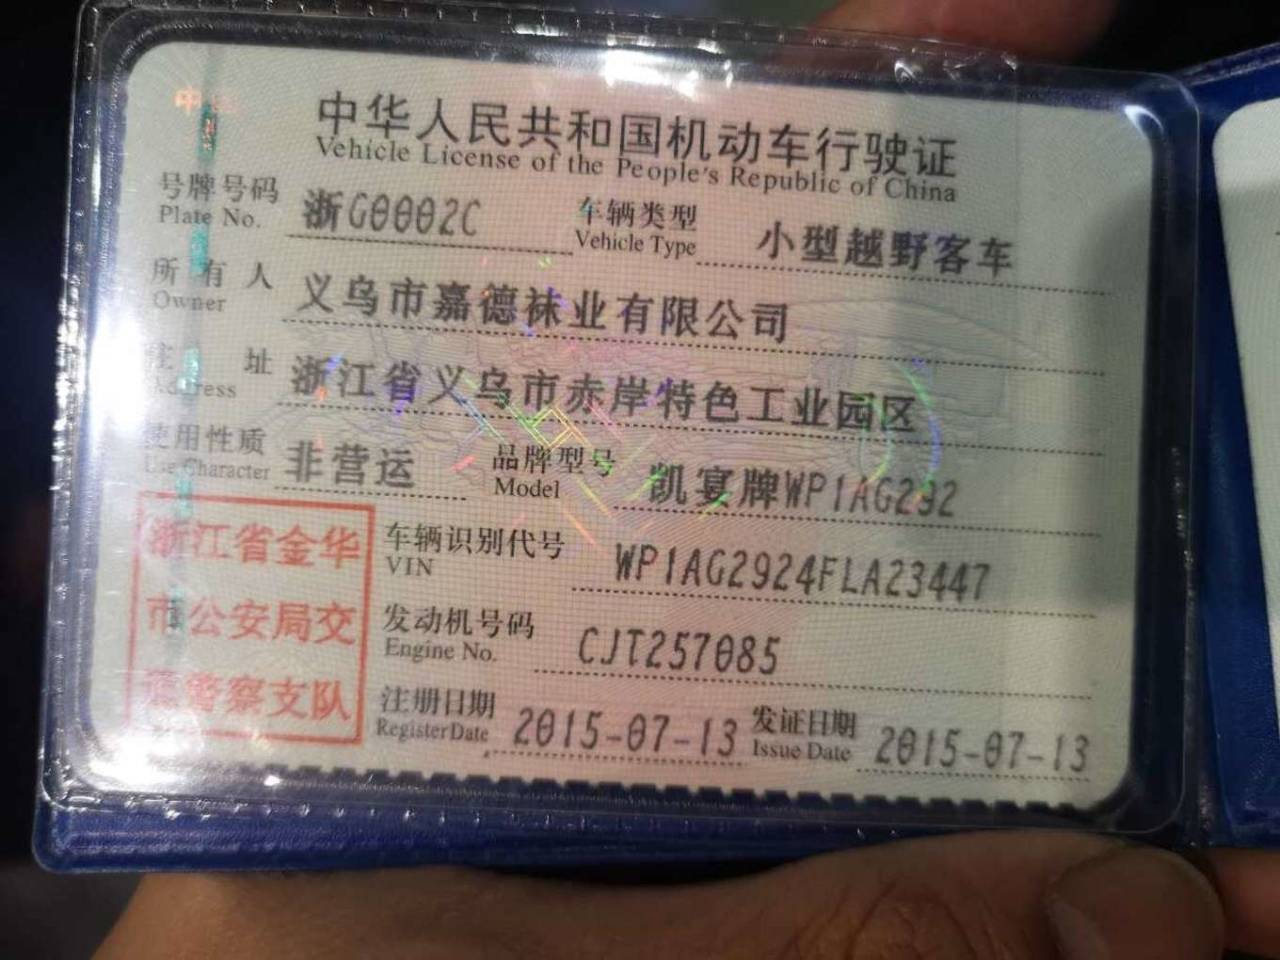 中华人民共和国机动车行驶证
Vehicle License of the People's Republic of China
号牌号码 浙G0002C 车辆类型 小型越野客车
Plate No. Vehicle Type
所有人 义乌市嘉德袜业有限公司
Owner
住址 浙江省义乌市赤岸特色工业园区
Address
使用性质 非营运 品牌型号 凯宴牌WP1AG292
Use Character Model
浙江省金华
市公安局交
通警察支队
车辆识别代号 WP1AG2924FLA23447
VIN
发动机号码 CJT257085
Engine No.
注册日期 2015-07-13 发证日期 2015-07-13
Register Date Issue Date